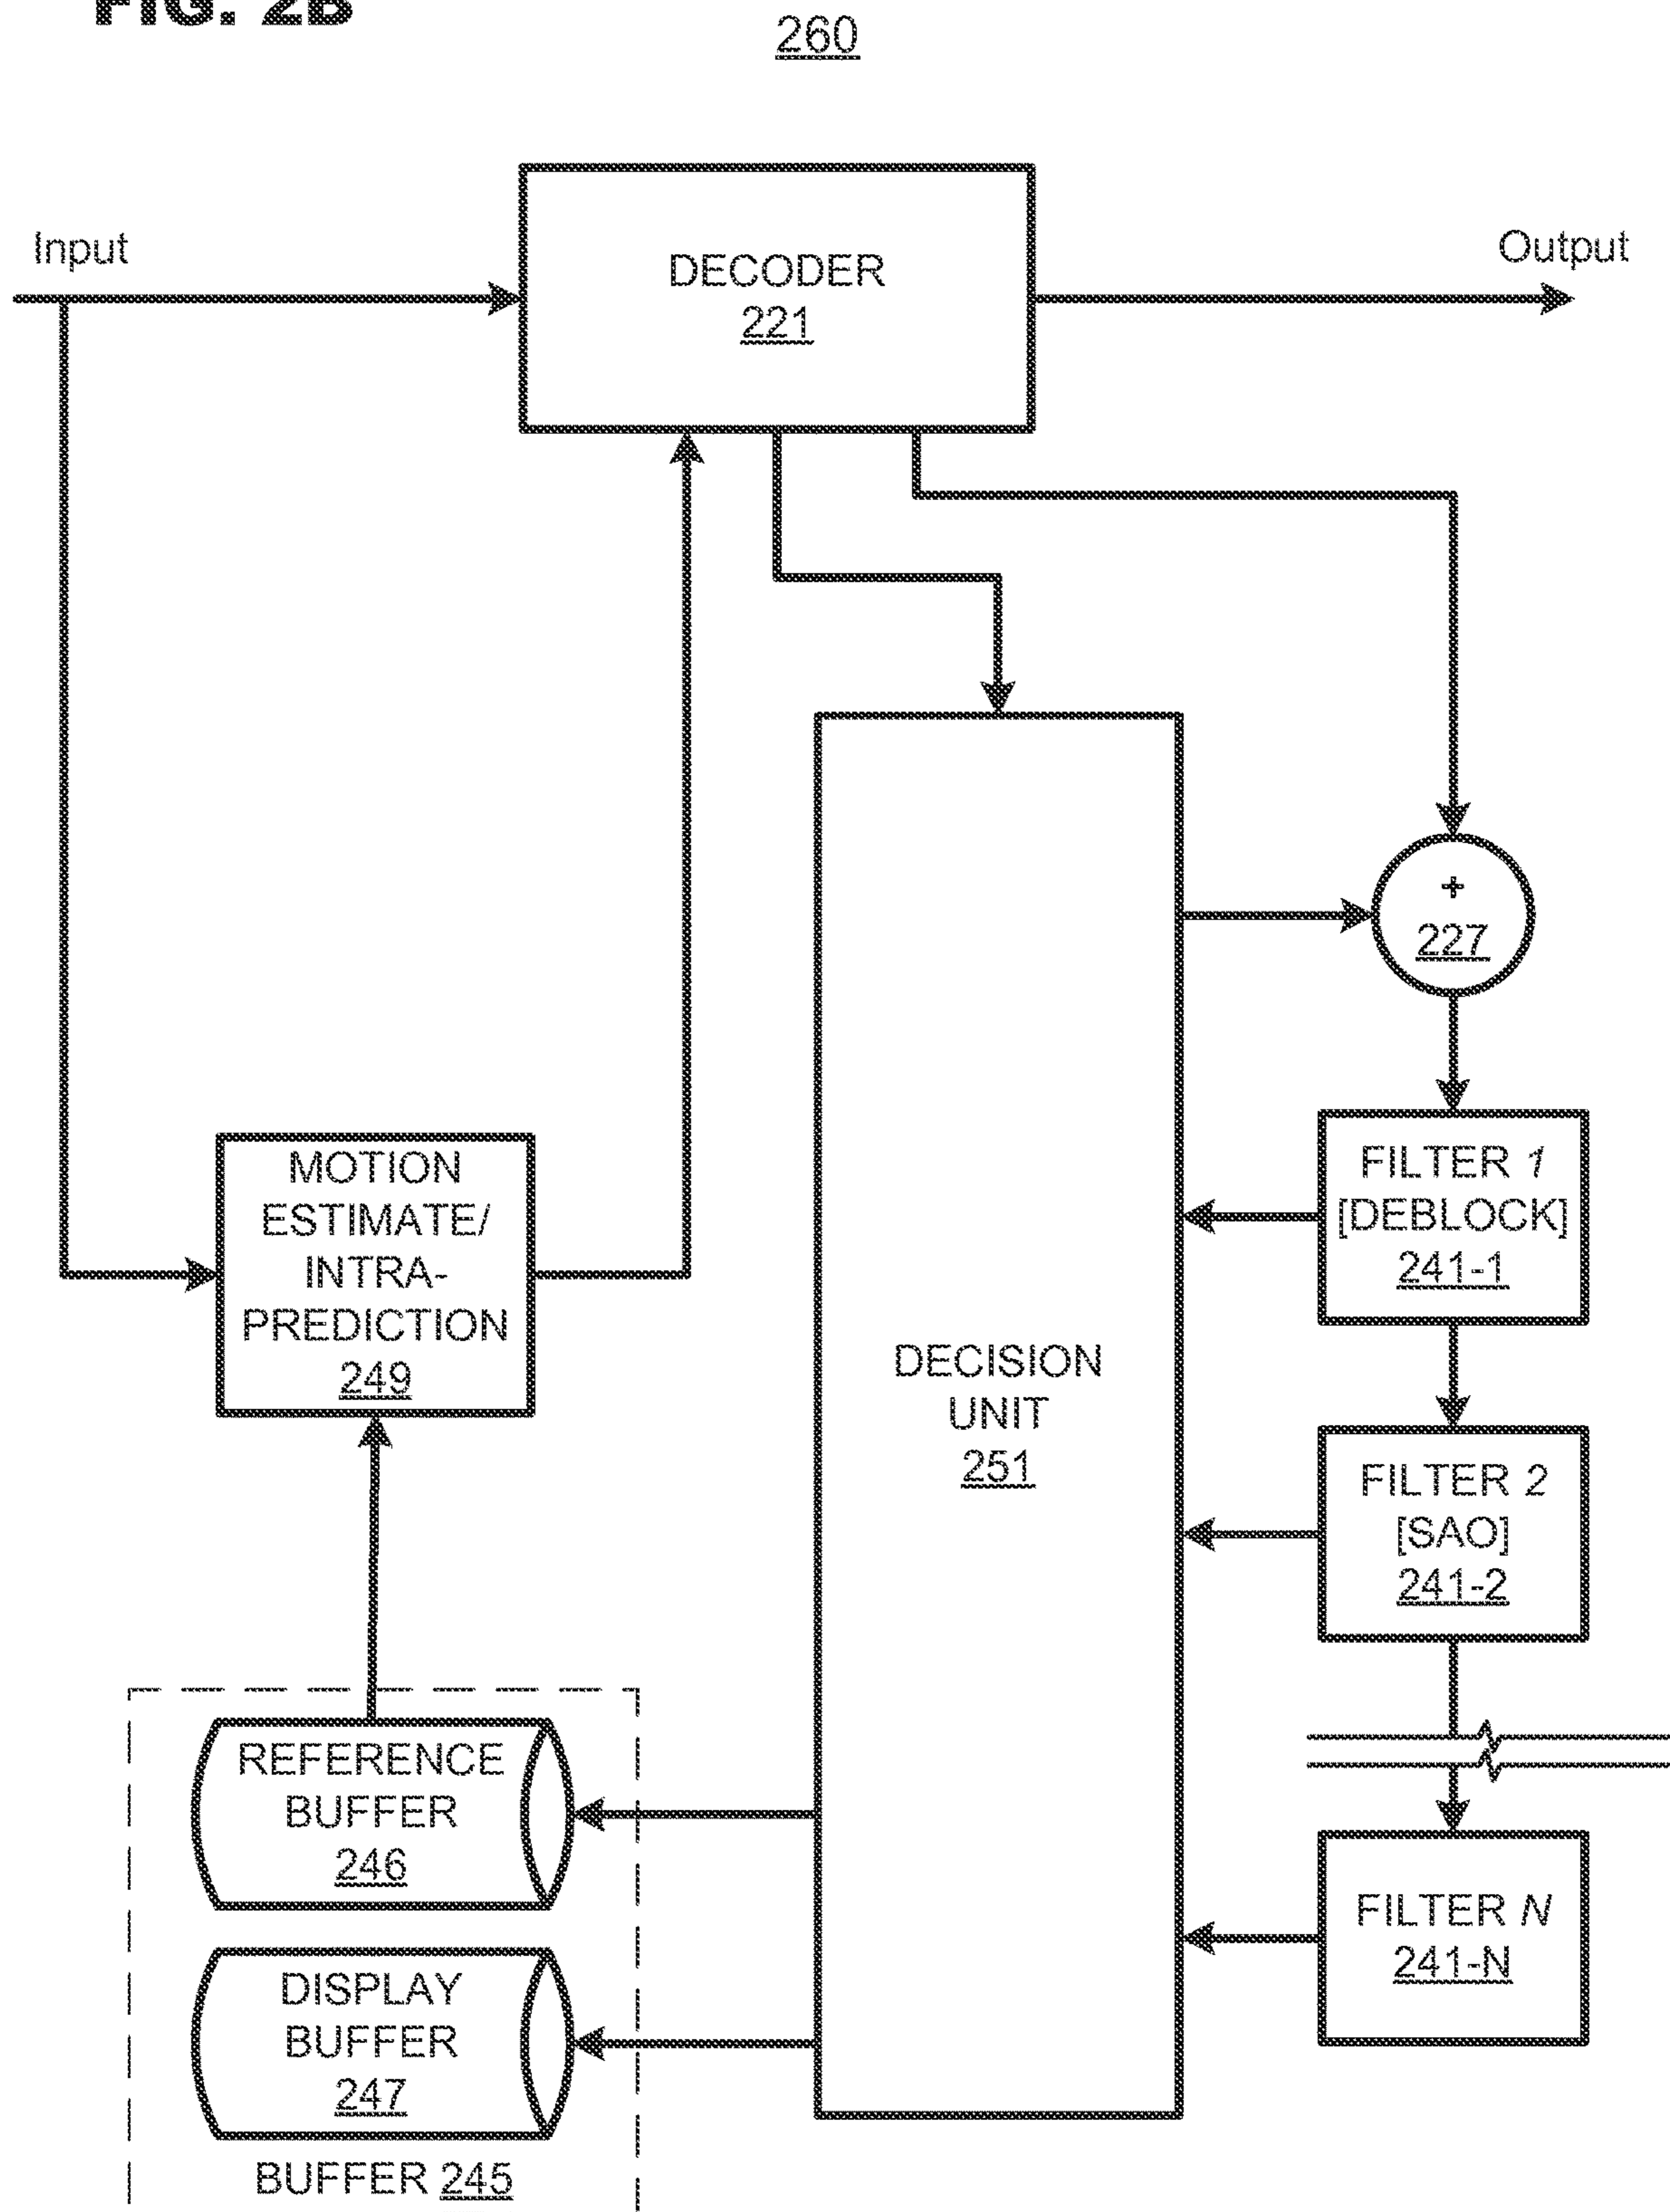 FIG. 2B
260
Input
Output
DECODER
221
+
227
MOTION
ESTIMATE/
INTRA-
PREDICTION
249
DECISION
UNIT
251
FILTER 1
[DEBLOCK]
241-1
FILTER 2
[SAO]
241-2
FILTER N
241-N
REFERENCE
BUFFER
246
DISPLAY
BUFFER
247
BUFFER 245